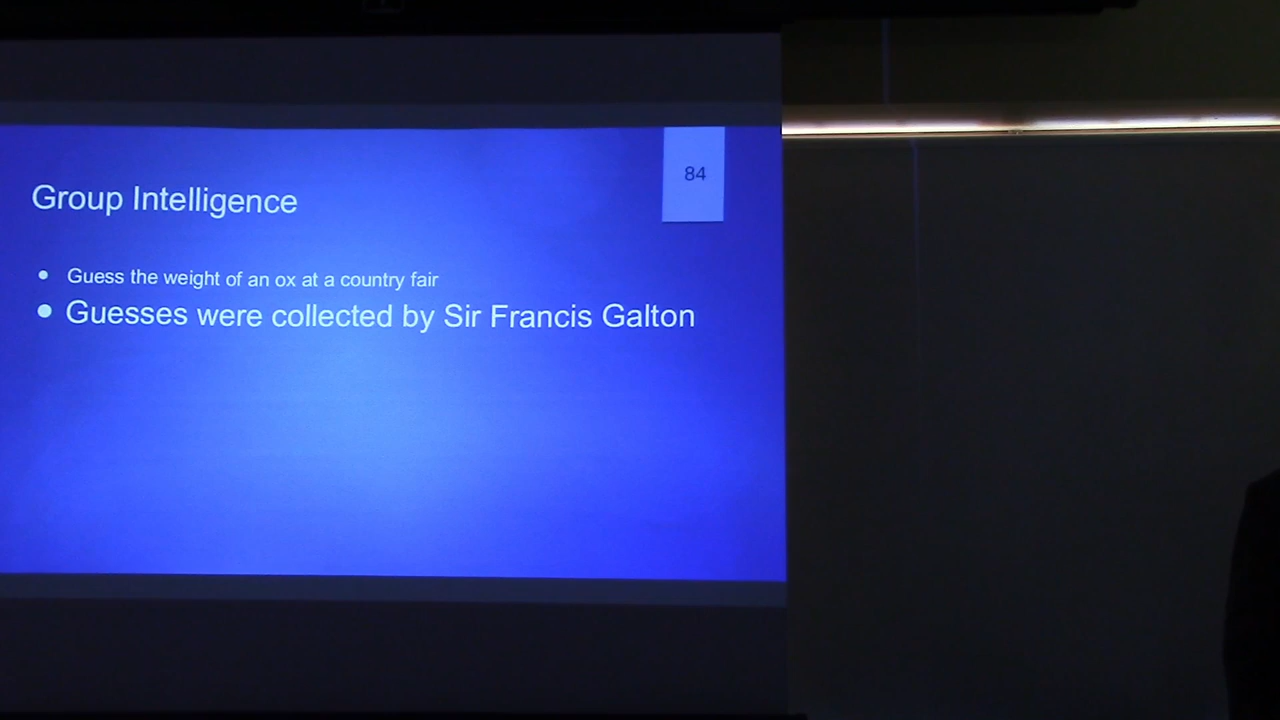 84
Group Intelligence
• Guess the weight of an ox at a country fair
• Guesses were collected by Sir Francis Galton